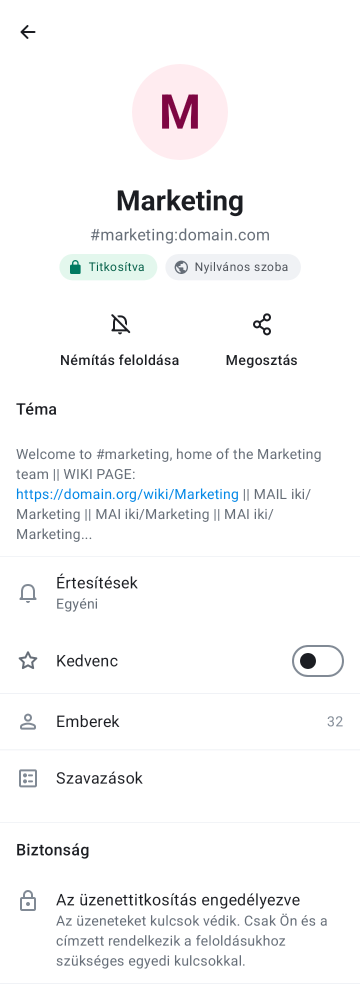 M
Marketing
#marketing:domain.com
Titkosítva
Nyilvános szoba
Némítás feloldása
Megosztás
Téma
Welcome to #marketing, home of the Marketing
team || WIKI PAGE:
https://domain.org/wiki/Marketing || MAIL iki/
Marketing || MAI iki/Marketing || MAI iki/
Marketing...
Értesítések
Egyéni
Kedvenc
Emberek 32
Szavazások
Biztonság
Az üzenettitkosítás engedélyezve
Az üzeneteket kulcsok védik. Csak Ön és a
címzett rendelkezik a feloldásukhoz
szükséges egyedi kulcsokkal.